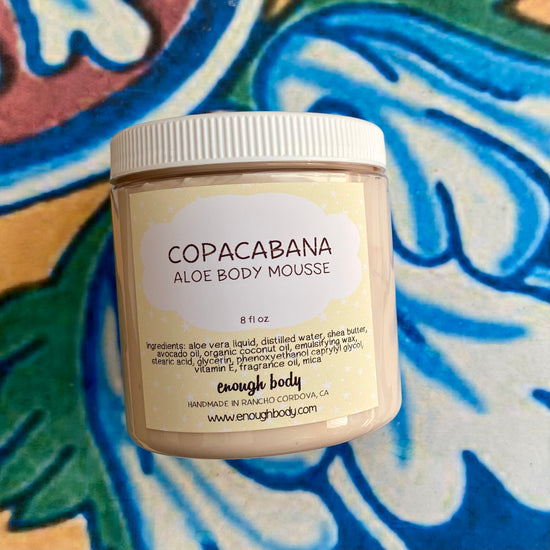 COPACABANA
ALOE BODY MOUSSE
8 fl oz
Ingredients: aloe vera liquid, distilled water, shea butter,
avocado oil, organic coconut oil, emulsifying wax,
stearic acid, glycerin, phenoxyethanol caprylyl glycol,
vitamin E, fragrance oil, mica
enough body
HANDMADE IN RANCHO CORDOVA, CA
www.enoughbody.com